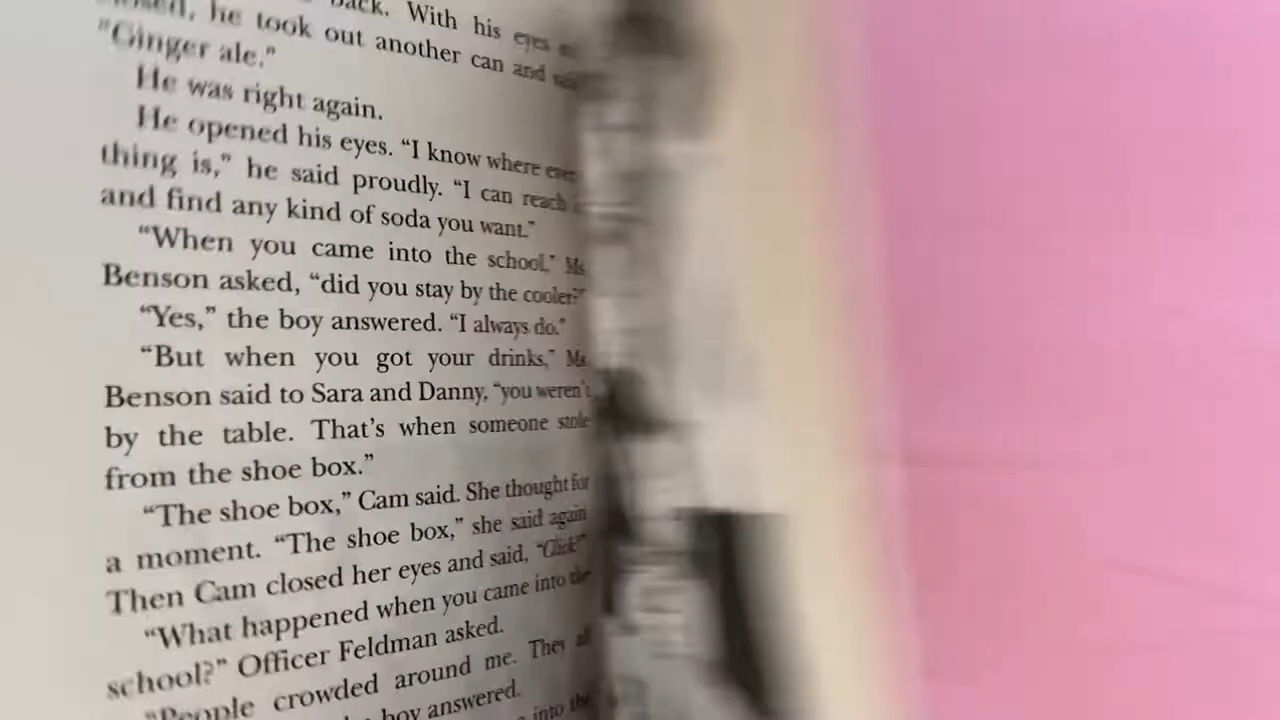 back. With his eyes
he took out another can and
"Ginger ale."
He was right again.
He opened his eyes. “I know where
thing is,” he said proudly. “I can reach
and find any kind of soda you want.”
“When you came into the school,” Ms.
Benson asked, “did you stay by the cooler?”
“Yes,” the boy answered. “I always do.”
“But when you got your drinks,” Ms.
Benson said to Sara and Danny, “you weren't
by the table. That’s when someone stole
from the shoe box.”
“The shoe box,” Cam said. She thought for
a moment. “The shoe box,” she said again
Then Cam closed her eyes and said, “Click!”
“What happened when you came into the
school?” Officer Feldman asked.
“People crowded around me. They all
boy answered.
into the